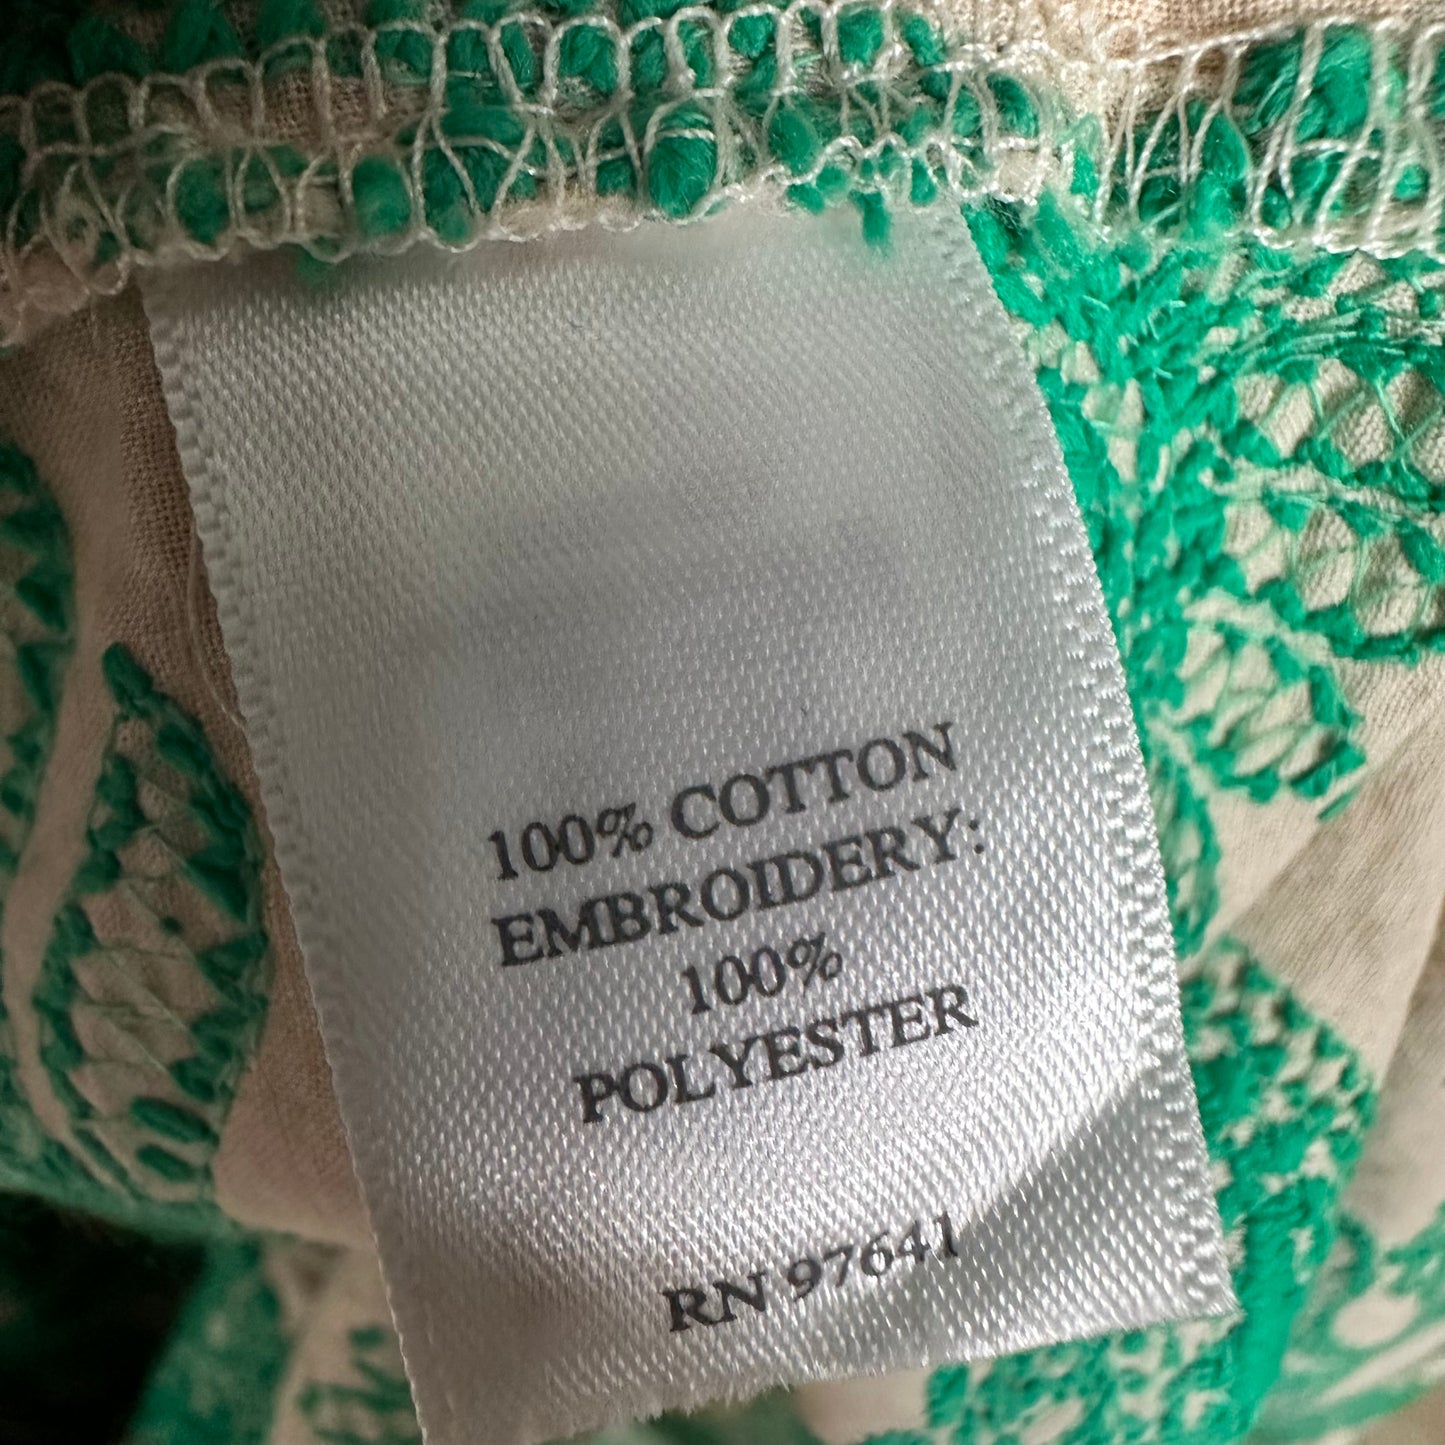 100% COTTON
EMBROIDERY:
100%
POLYESTER
RN 97641